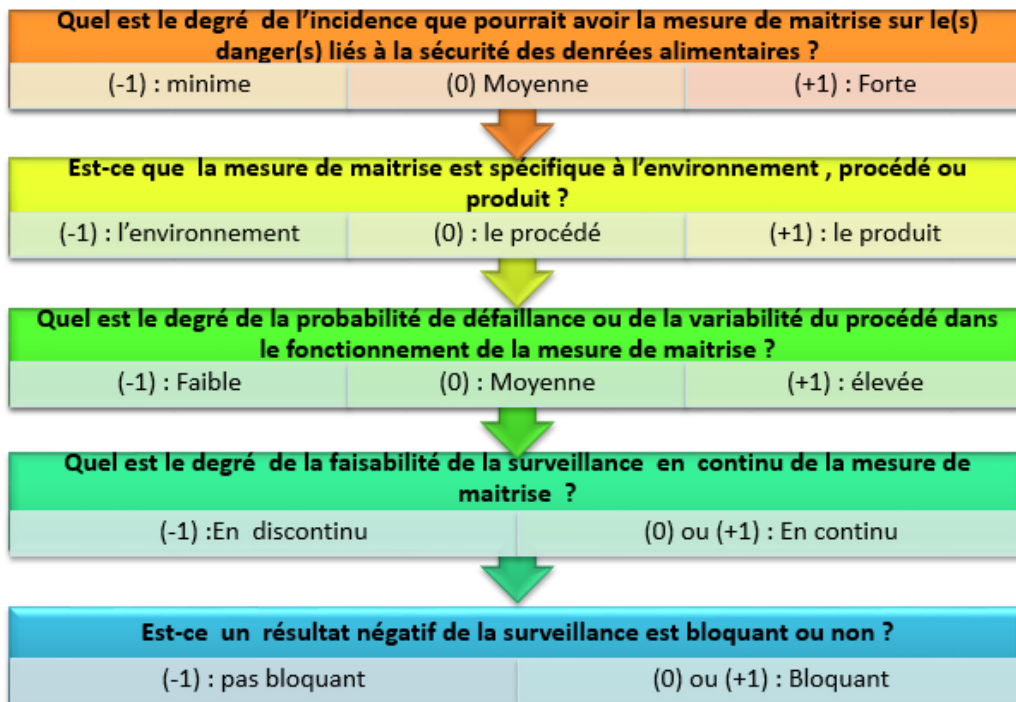 Quel est le degré de l'incidence que pourrait avoir la mesure de maitrise sur le(s)
danger(s) liés à la sécurité des denrées alimentaires ?
(-1) : minime (0) Moyenne (+1) : Forte
Est-ce que la mesure de maitrise est spécifique à l'environnement , procédé ou
produit ?
(-1) : l'environnement (0) : le procédé (+1) : le produit
Quel est le degré de la probabilité de défaillance ou de la variabilité du procédé dans
le fonctionnement de la mesure de maitrise ?
(-1) : Faible (0) : Moyenne (+1) : élevée
Quel est le degré de la faisabilité de la surveillance en continu de la mesure de
maitrise ?
(-1) :En discontinu (0) ou (+1) : En continu
Est-ce un résultat négatif de la surveillance est bloquant ou non ?
(-1) : pas bloquant (0) ou (+1) : Bloquant